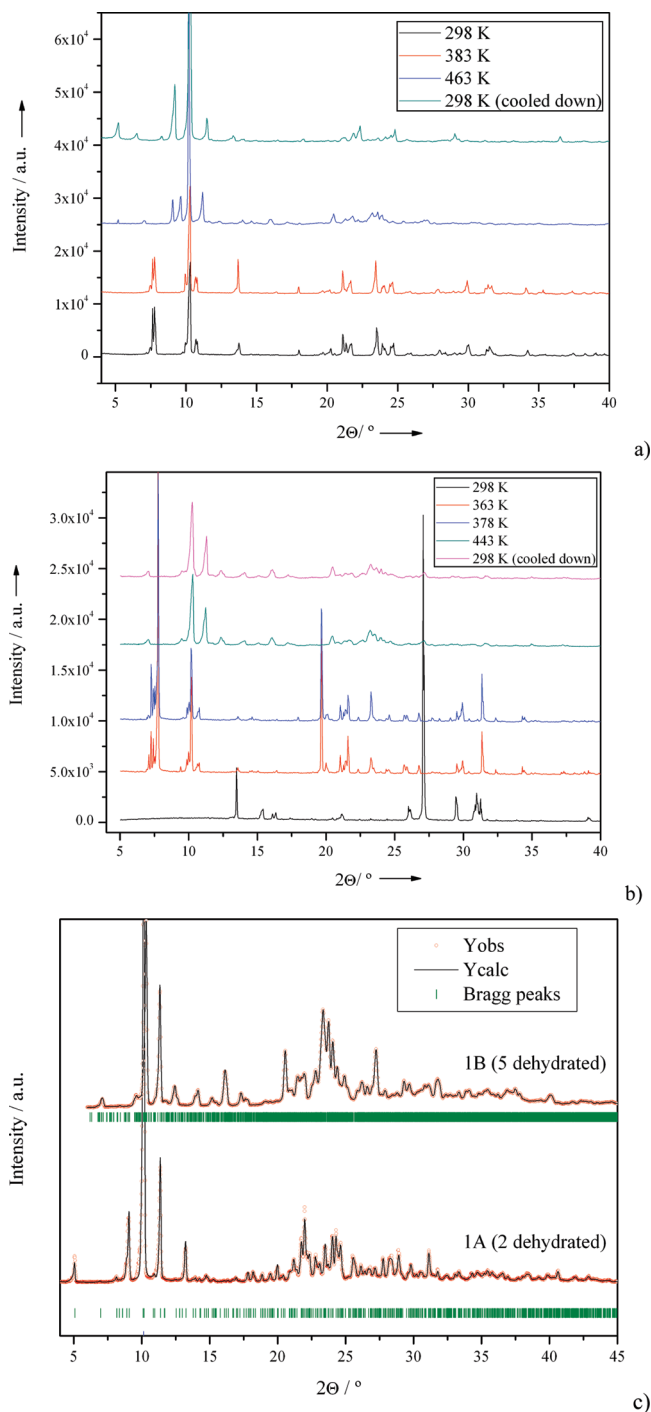 298 K
383 K
463 K
298 K (cooled down)
6x10⁴
5x10⁴
4x10⁴
3x10⁴
2x10⁴
1x10⁴
0
Intensity / a.u.
5 10 15 20 25 30 35 40
2Θ/ º
a)
298 K
363 K
378 K
443 K
298 K (cooled down)
3.0x10⁴
2.5x10⁴
2.0x10⁴
1.5x10⁴
1.0x10⁴
5.0x10³
0.0
Intensity / a.u.
5 10 15 20 25 30 35 40
2Θ/ º
b)
Yobs
Ycalc
Bragg peaks
1B (5 dehydrated)
1A (2 dehydrated)
Intensity / a.u.
5 10 15 20 25 30 35 40 45
2Θ / º
c)